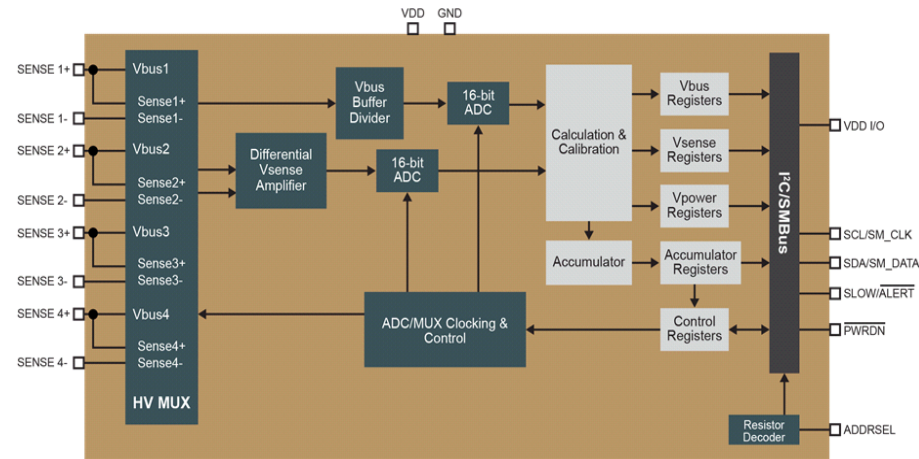 VDD GND
SENSE 1+
SENSE 1-
SENSE 2+
SENSE 2-
SENSE 3+
SENSE 3-
SENSE 4+
SENSE 4-
Vbus1
Sense1+
Sense1-
Vbus2
Sense2+
Sense2-
Vbus3
Sense3+
Sense3-
Vbus4
Sense4+
Sense4-
HV MUX
Vbus
Buffer
Divider
16-bit
ADC
Differential
Vsense
Amplifier
16-bit
ADC
ADC/MUX Clocking &
Control
Calculation &
Calibration
Accumulator
Vbus
Registers
Vsense
Registers
Vpower
Registers
Accumulator
Registers
Control
Registers
I²C/SMBus
Resistor
Decoder
VDD I/O
SCL/SM_CLK
SDA/SM_DATA
SLOW/ALERT
PWRDN
ADDRSEL